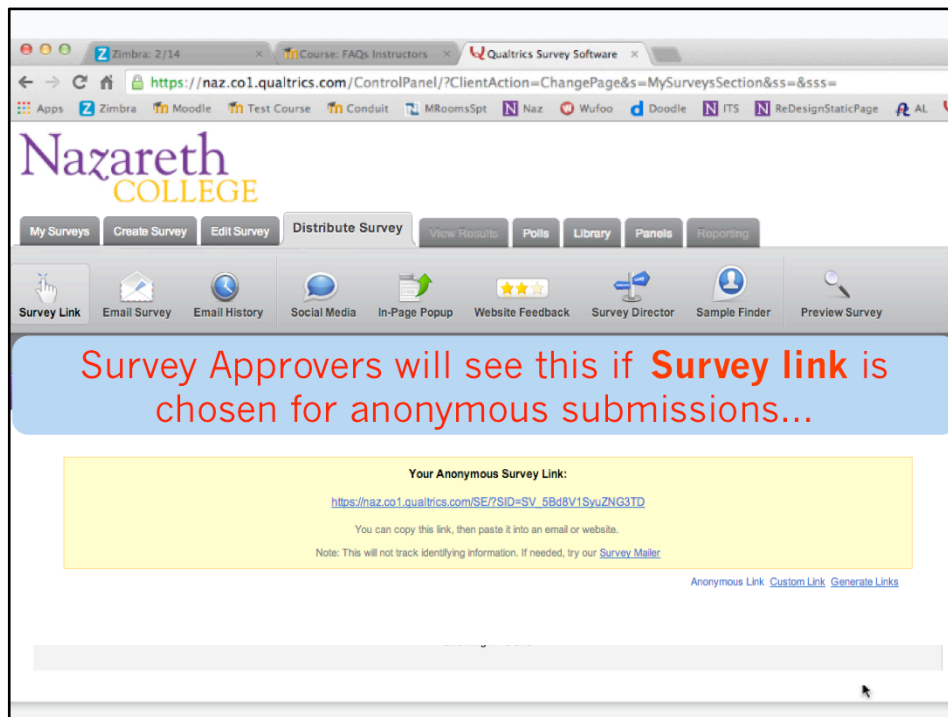 Zimbra: 2/14
Course: FAQs Instructors
Qualtrics Survey Software
https://naz.co1.qualtrics.com/ControlPanel/?ClientAction=ChangePage&s=MySurveysSection&ss=&sss=
Apps Zimbra Moodle Test Course Conduit MRoomsSpt Naz Wufoo Doodle ITS ReDesignStaticPage AL
Nazareth
COLLEGE
My Surveys Create Survey Edit Survey Distribute Survey View Results Polls Library Panels Reporting
Survey Link Email Survey Email History Social Media In-Page Popup Website Feedback Survey Director Sample Finder Preview Survey
Survey Approvers will see this if Survey link is
chosen for anonymous submissions...
Your Anonymous Survey Link:
https://naz.co1.qualtrics.com/SE/?SID=SV_5Bd8V1SyuZNG3TD
You can copy this link, then paste it into an email or website.
Note: This will not track identifying information. If needed, try our Survey Mailer
Anonymous Link Custom Link Generate Links